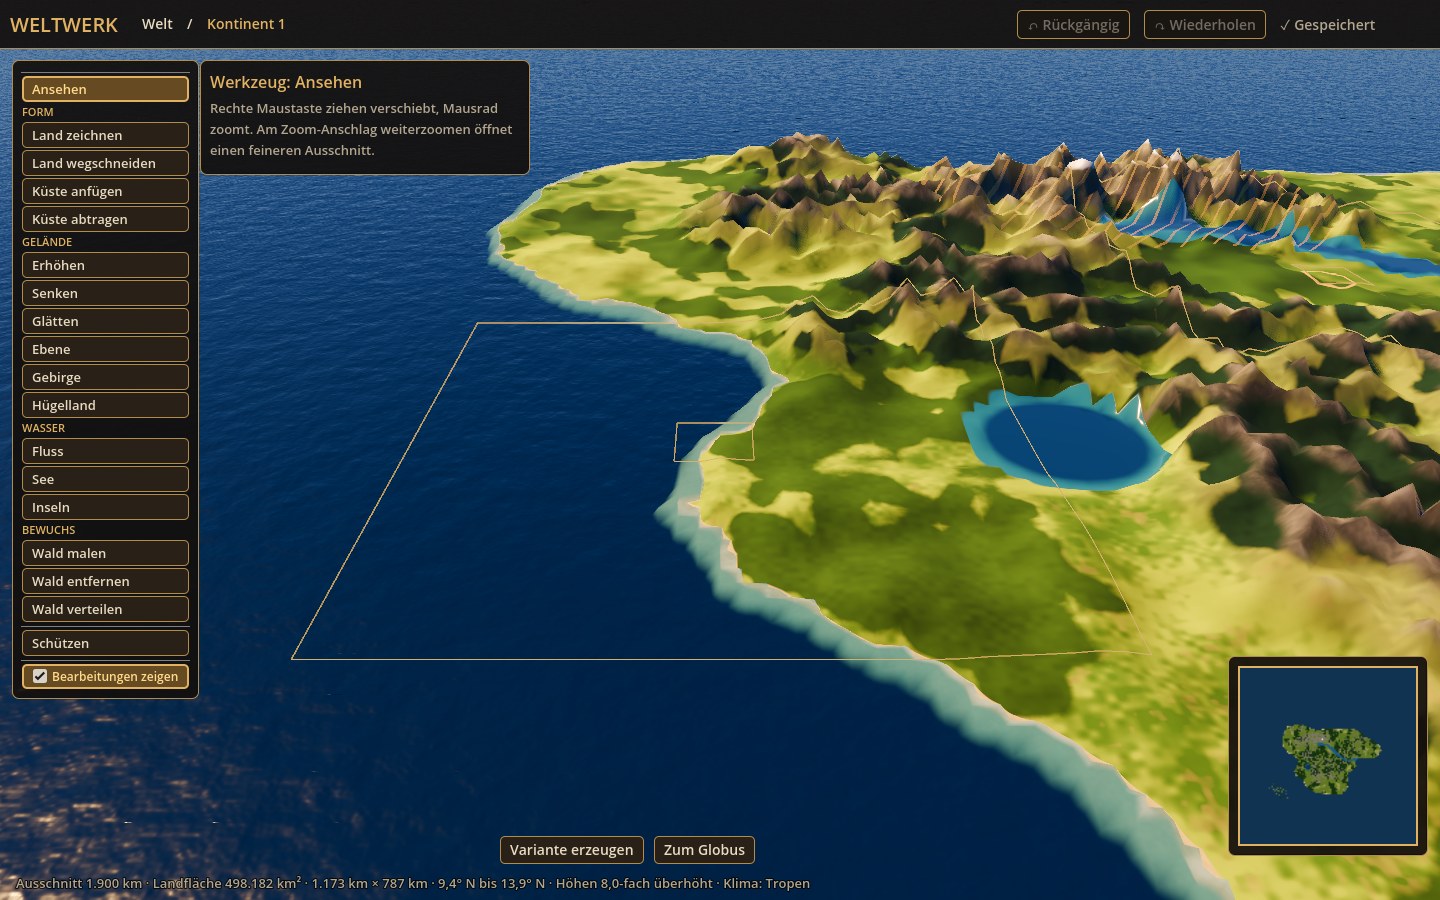 WELTWERK Welt / Kontinent 1 Rückgängig Wiederholen ✓ Gespeichert
Ansehen
FORM
Land zeichnen
Land wegschneiden
Küste anfügen
Küste abtragen
GELÄNDE
Erhöhen
Senken
Glätten
Ebene
Gebirge
Hügelland
WASSER
Fluss
See
Inseln
BEWUCHS
Wald malen
Wald entfernen
Wald verteilen
Schützen
Bearbeitungen zeigen
Werkzeug: Ansehen
Rechte Maustaste ziehen verschiebt, Mausrad
zoomt. Am Zoom-Anschlag weiterzoomen öffnet
einen feineren Ausschnitt.
Variante erzeugen Zum Globus
Ausschnitt 1.900 km · Landfläche 498.182 km² · 1.173 km × 787 km · 9,4° N bis 13,9° N · Höhen 8,0-fach überhöht · Klima: Tropen